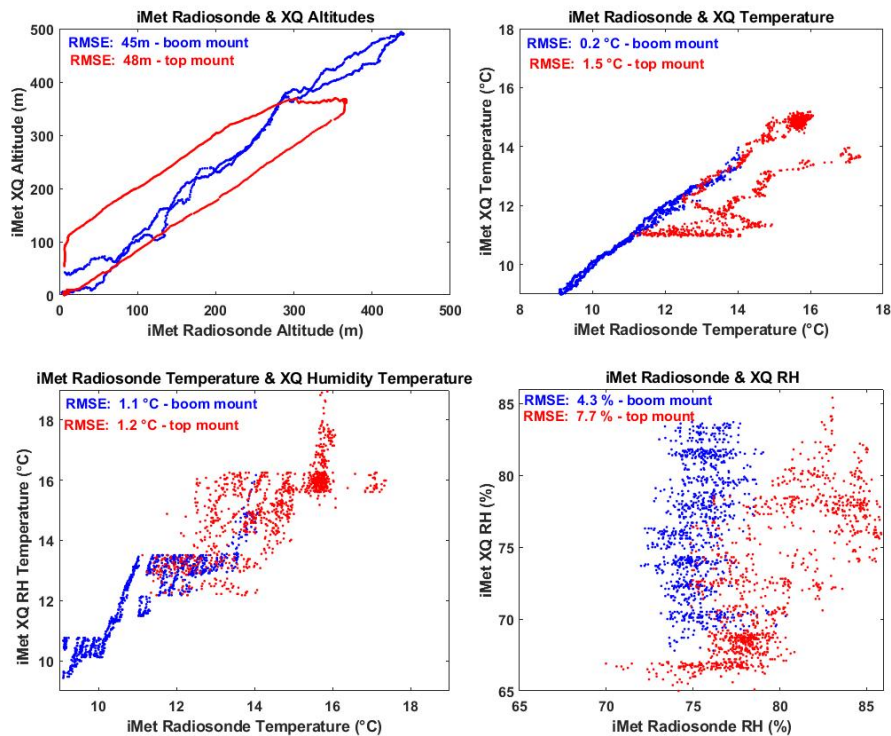 iMet Radiosonde & XQ Altitudes
RMSE: 45m - boom mount
RMSE: 48m - top mount
500
400
300
200
100
0
iMet XQ Altitude (m)
0 100 200 300 400 500
iMet Radiosonde Altitude (m)
iMet Radiosonde & XQ Temperature
RMSE: 0.2 °C - boom mount
RMSE: 1.5 °C - top mount
18
16
14
12
10
iMet XQ Temperature (°C)
8 10 12 14 16 18
iMet Radiosonde Temperature (°C)
iMet Radiosonde Temperature & XQ Humidity Temperature
RMSE: 1.1 °C - boom mount
RMSE: 1.2 °C - top mount
18
16
14
12
10
iMet XQ RH Temperature (°C)
10 12 14 16 18
iMet Radiosonde Temperature (°C)
iMet Radiosonde & XQ RH
RMSE: 4.3 % - boom mount
RMSE: 7.7 % - top mount
85
80
75
70
65
iMet XQ RH (%)
65 70 75 80 85
iMet Radiosonde RH (%)